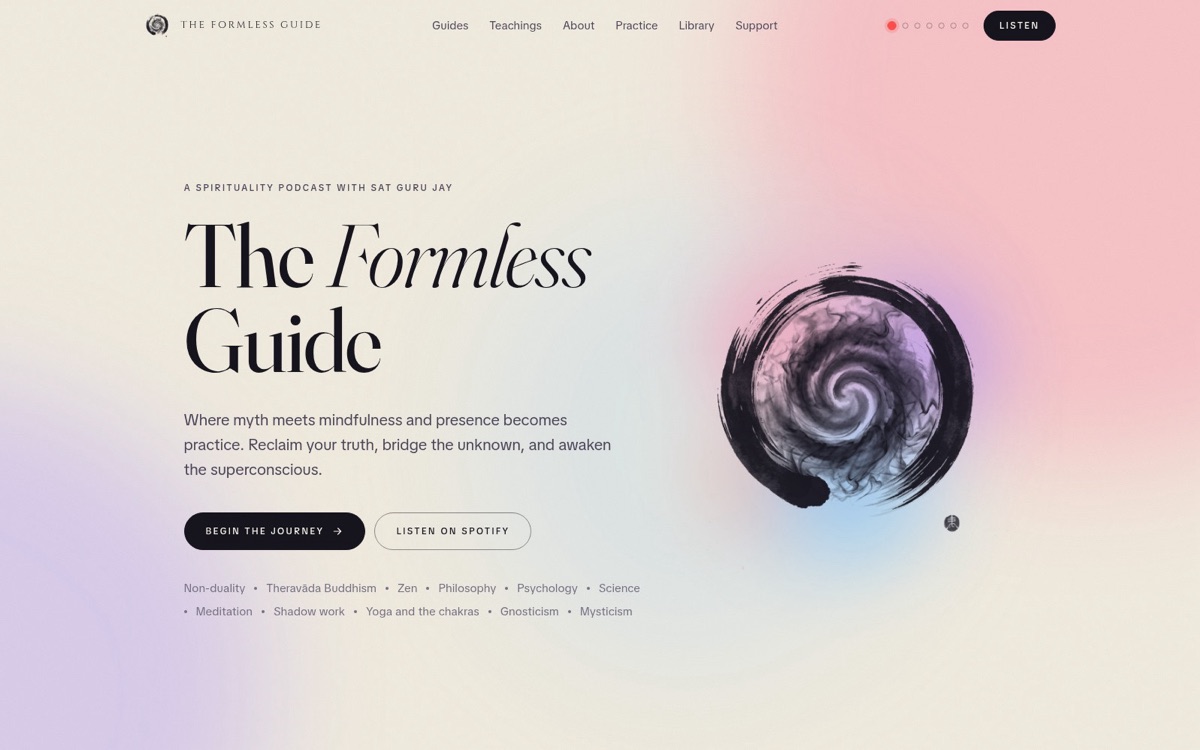 THE FORMLESS GUIDE
Guides Teachings About Practice Library Support
LISTEN
A SPIRITUALITY PODCAST WITH SAT GURU JAY
The Formless
Guide
Where myth meets mindfulness and presence becomes
practice. Reclaim your truth, bridge the unknown, and awaken
the superconscious.
BEGIN THE JOURNEY →
LISTEN ON SPOTIFY
Non-duality • Theravāda Buddhism • Zen • Philosophy • Psychology • Science
• Meditation • Shadow work • Yoga and the chakras • Gnosticism • Mysticism